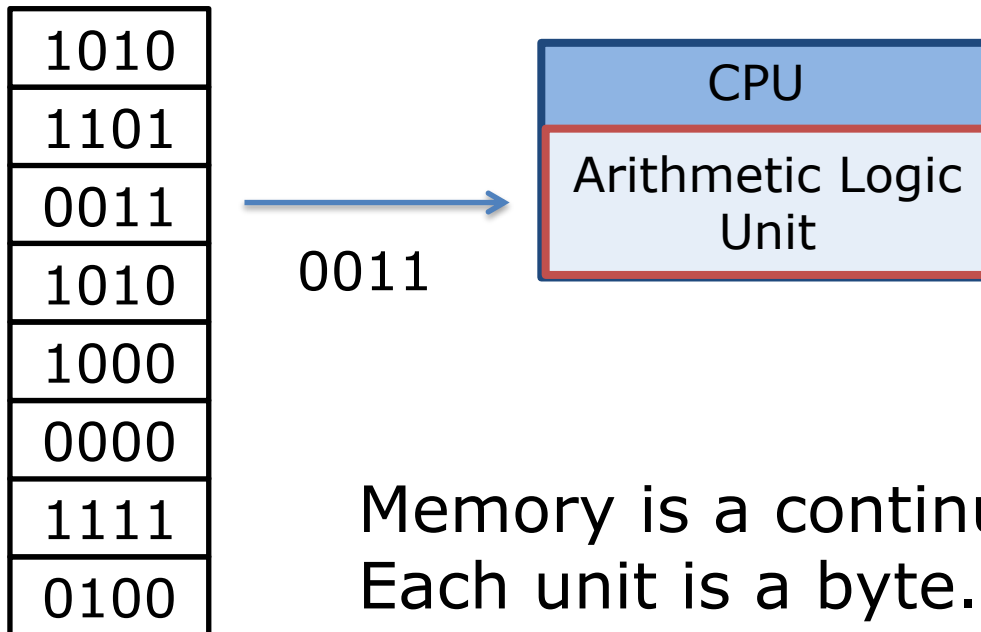 1010
1101
0011
1010
1000
0000
1111
0100
0011
CPU
Arithmetic Logic
Unit
Memory is a continu
Each unit is a byte.